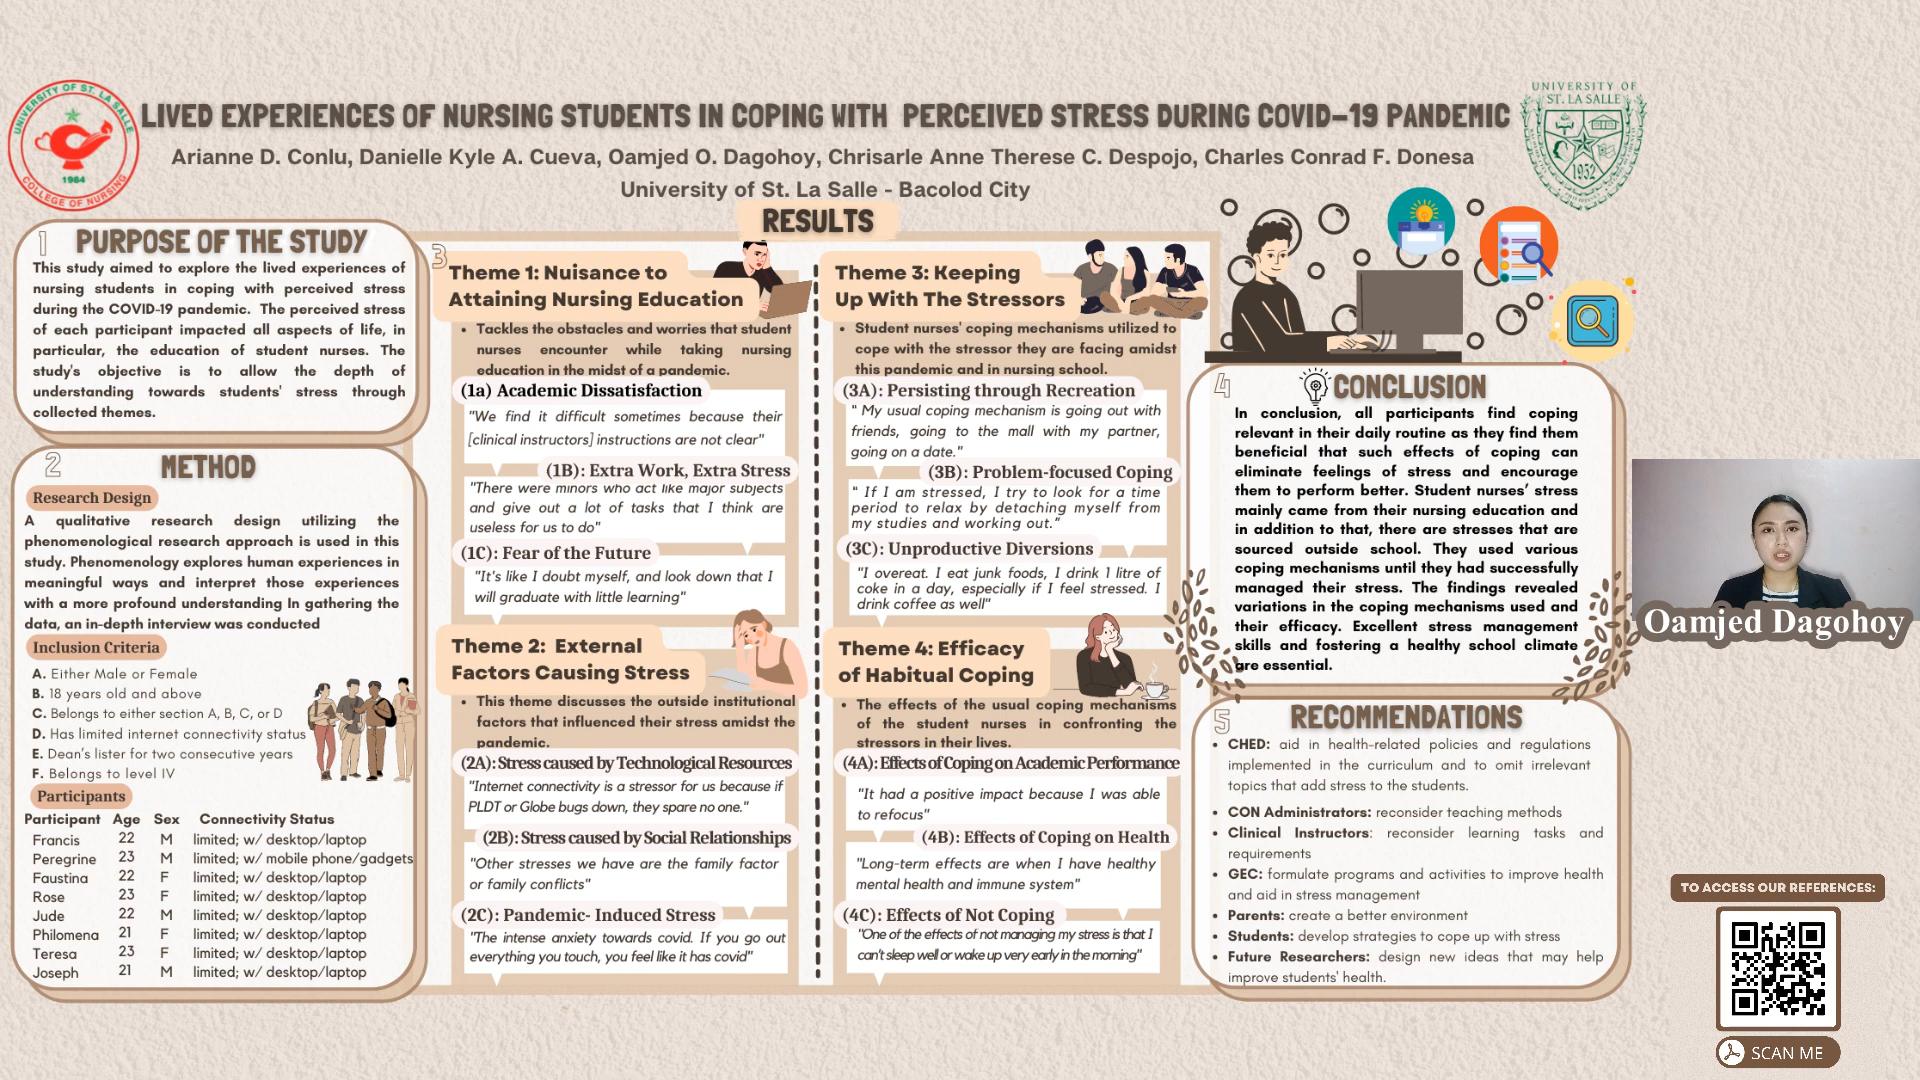 UNIVERSITY OF ST. LA SALLE
COLLEGE OF NURSING
1984
LIVED EXPERIENCES OF NURSING STUDENTS IN COPING WITH PERCEIVED STRESS DURING COVID-19 PANDEMIC
Arianne D. Conlu, Danielle Kyle A. Cueva, Oamjed O. Dagohoy, Chrisarle Anne Therese C. Despojo, Charles Conrad F. Donesa
University of St. La Salle - Bacolod City
UNIVERSITY OF
ST. LA SALLE
1952
1
PURPOSE OF THE STUDY
This study aimed to explore the lived experiences of
nursing students in coping with perceived stress
during the COVID-19 pandemic. The perceived stress
of each participant impacted all aspects of life, in
particular, the education of student nurses. The
study's objective is to allow the depth of
understanding towards students' stress through
collected themes.
2
METHOD
Research Design
A qualitative research design utilizing the
phenomenological research approach is used in this
study. Phenomenology explores human experiences in
meaningful ways and interpret those experiences
with a more profound understanding In gathering the
data, an in-depth interview was conducted
Inclusion Criteria
A. Either Male or Female
B. 18 years old and above
C. Belongs to either section A, B, C, or D
D. Has limited internet connectivity status
E. Dean's lister for two consecutive years
F. Belongs to level IV
Participants
Participant Age Sex Connectivity Status
Francis 22 M limited; w/ desktop/laptop
Peregrine 23 M limited; w/ mobile phone/gadgets
Faustina 22 F limited; w/ desktop/laptop
Rose 23 F limited; w/ desktop/laptop
Jude 22 M limited; w/ desktop/laptop
Philomena 21 F limited; w/ desktop/laptop
Teresa 23 F limited; w/ desktop/laptop
Joseph 21 M limited; w/ desktop/laptop
RESULTS
3
Theme 1: Nuisance to
Attaining Nursing Education
• Tackles the obstacles and worries that student
nurses encounter while taking nursing
education in the midst of a pandemic.
(1a) Academic Dissatisfaction
"We find it difficult sometimes because their
[clinical instructors] instructions are not clear"
(1B): Extra Work, Extra Stress
"There were minors who act like major subjects
and give out a lot of tasks that I think are
useless for us to do"
(1C): Fear of the Future
"It's like I doubt myself, and look down that I
will graduate with little learning"
Theme 2: External
Factors Causing Stress
• This theme discusses the outside institutional
factors that influenced their stress amidst the
pandemic.
(2A): Stress caused by Technological Resources
"Internet connectivity is a stressor for us because if
PLDT or Globe bugs down, they spare no one."
(2B): Stress caused by Social Relationships
"Other stresses we have are the family factor
or family conflicts"
(2C): Pandemic- Induced Stress
"The intense anxiety towards covid. If you go out
everything you touch, you feel like it has covid"
Theme 3: Keeping
Up With The Stressors
• Student nurses' coping mechanisms utilized to
cope with the stressor they are facing amidst
this pandemic and in nursing school.
(3A): Persisting through Recreation
" My usual coping mechanism is going out with
friends, going to the mall with my partner,
going on a date."
(3B): Problem-focused Coping
" If I am stressed, I try to look for a time
period to relax by detaching myself from
my studies and working out."
(3C): Unproductive Diversions
"I overeat. I eat junk foods, I drink 1 litre of
coke in a day, especially if I feel stressed. I
drink coffee as well"
Theme 4: Efficacy
of Habitual Coping
• The effects of the usual coping mechanisms
of the student nurses in confronting the
stressors in their lives.
(4A): Effects of Coping on Academic Performance
"It had a positive impact because I was able
to refocus"
(4B): Effects of Coping on Health
"Long-term effects are when I have healthy
mental health and immune system"
(4C): Effects of Not Coping
"One of the effects of not managing my stress is that I
can't sleep well or wake up very early in the morning"
4
CONCLUSION
In conclusion, all participants find coping
relevant in their daily routine as they find them
beneficial that such effects of coping can
eliminate feelings of stress and encourage
them to perform better. Student nurses' stress
mainly came from their nursing education and
in addition to that, there are stresses that are
sourced outside school. They used various
coping mechanisms until they had successfully
managed their stress. The findings revealed
variations in the coping mechanisms used and
their efficacy. Excellent stress management
skills and fostering a healthy school climate
are essential.
5
RECOMMENDATIONS
• CHED: aid in health-related policies and regulations
implemented in the curriculum and to omit irrelevant
topics that add stress to the students.
• CON Administrators: reconsider teaching methods
• Clinical Instructors: reconsider learning tasks and
requirements
• GEC: formulate programs and activities to improve health
and aid in stress management
• Parents: create a better environment
• Students: develop strategies to cope up with stress
• Future Researchers: design new ideas that may help
improve students' health.
Oamjed Dagohoy
TO ACCESS OUR REFERENCES:
SCAN ME